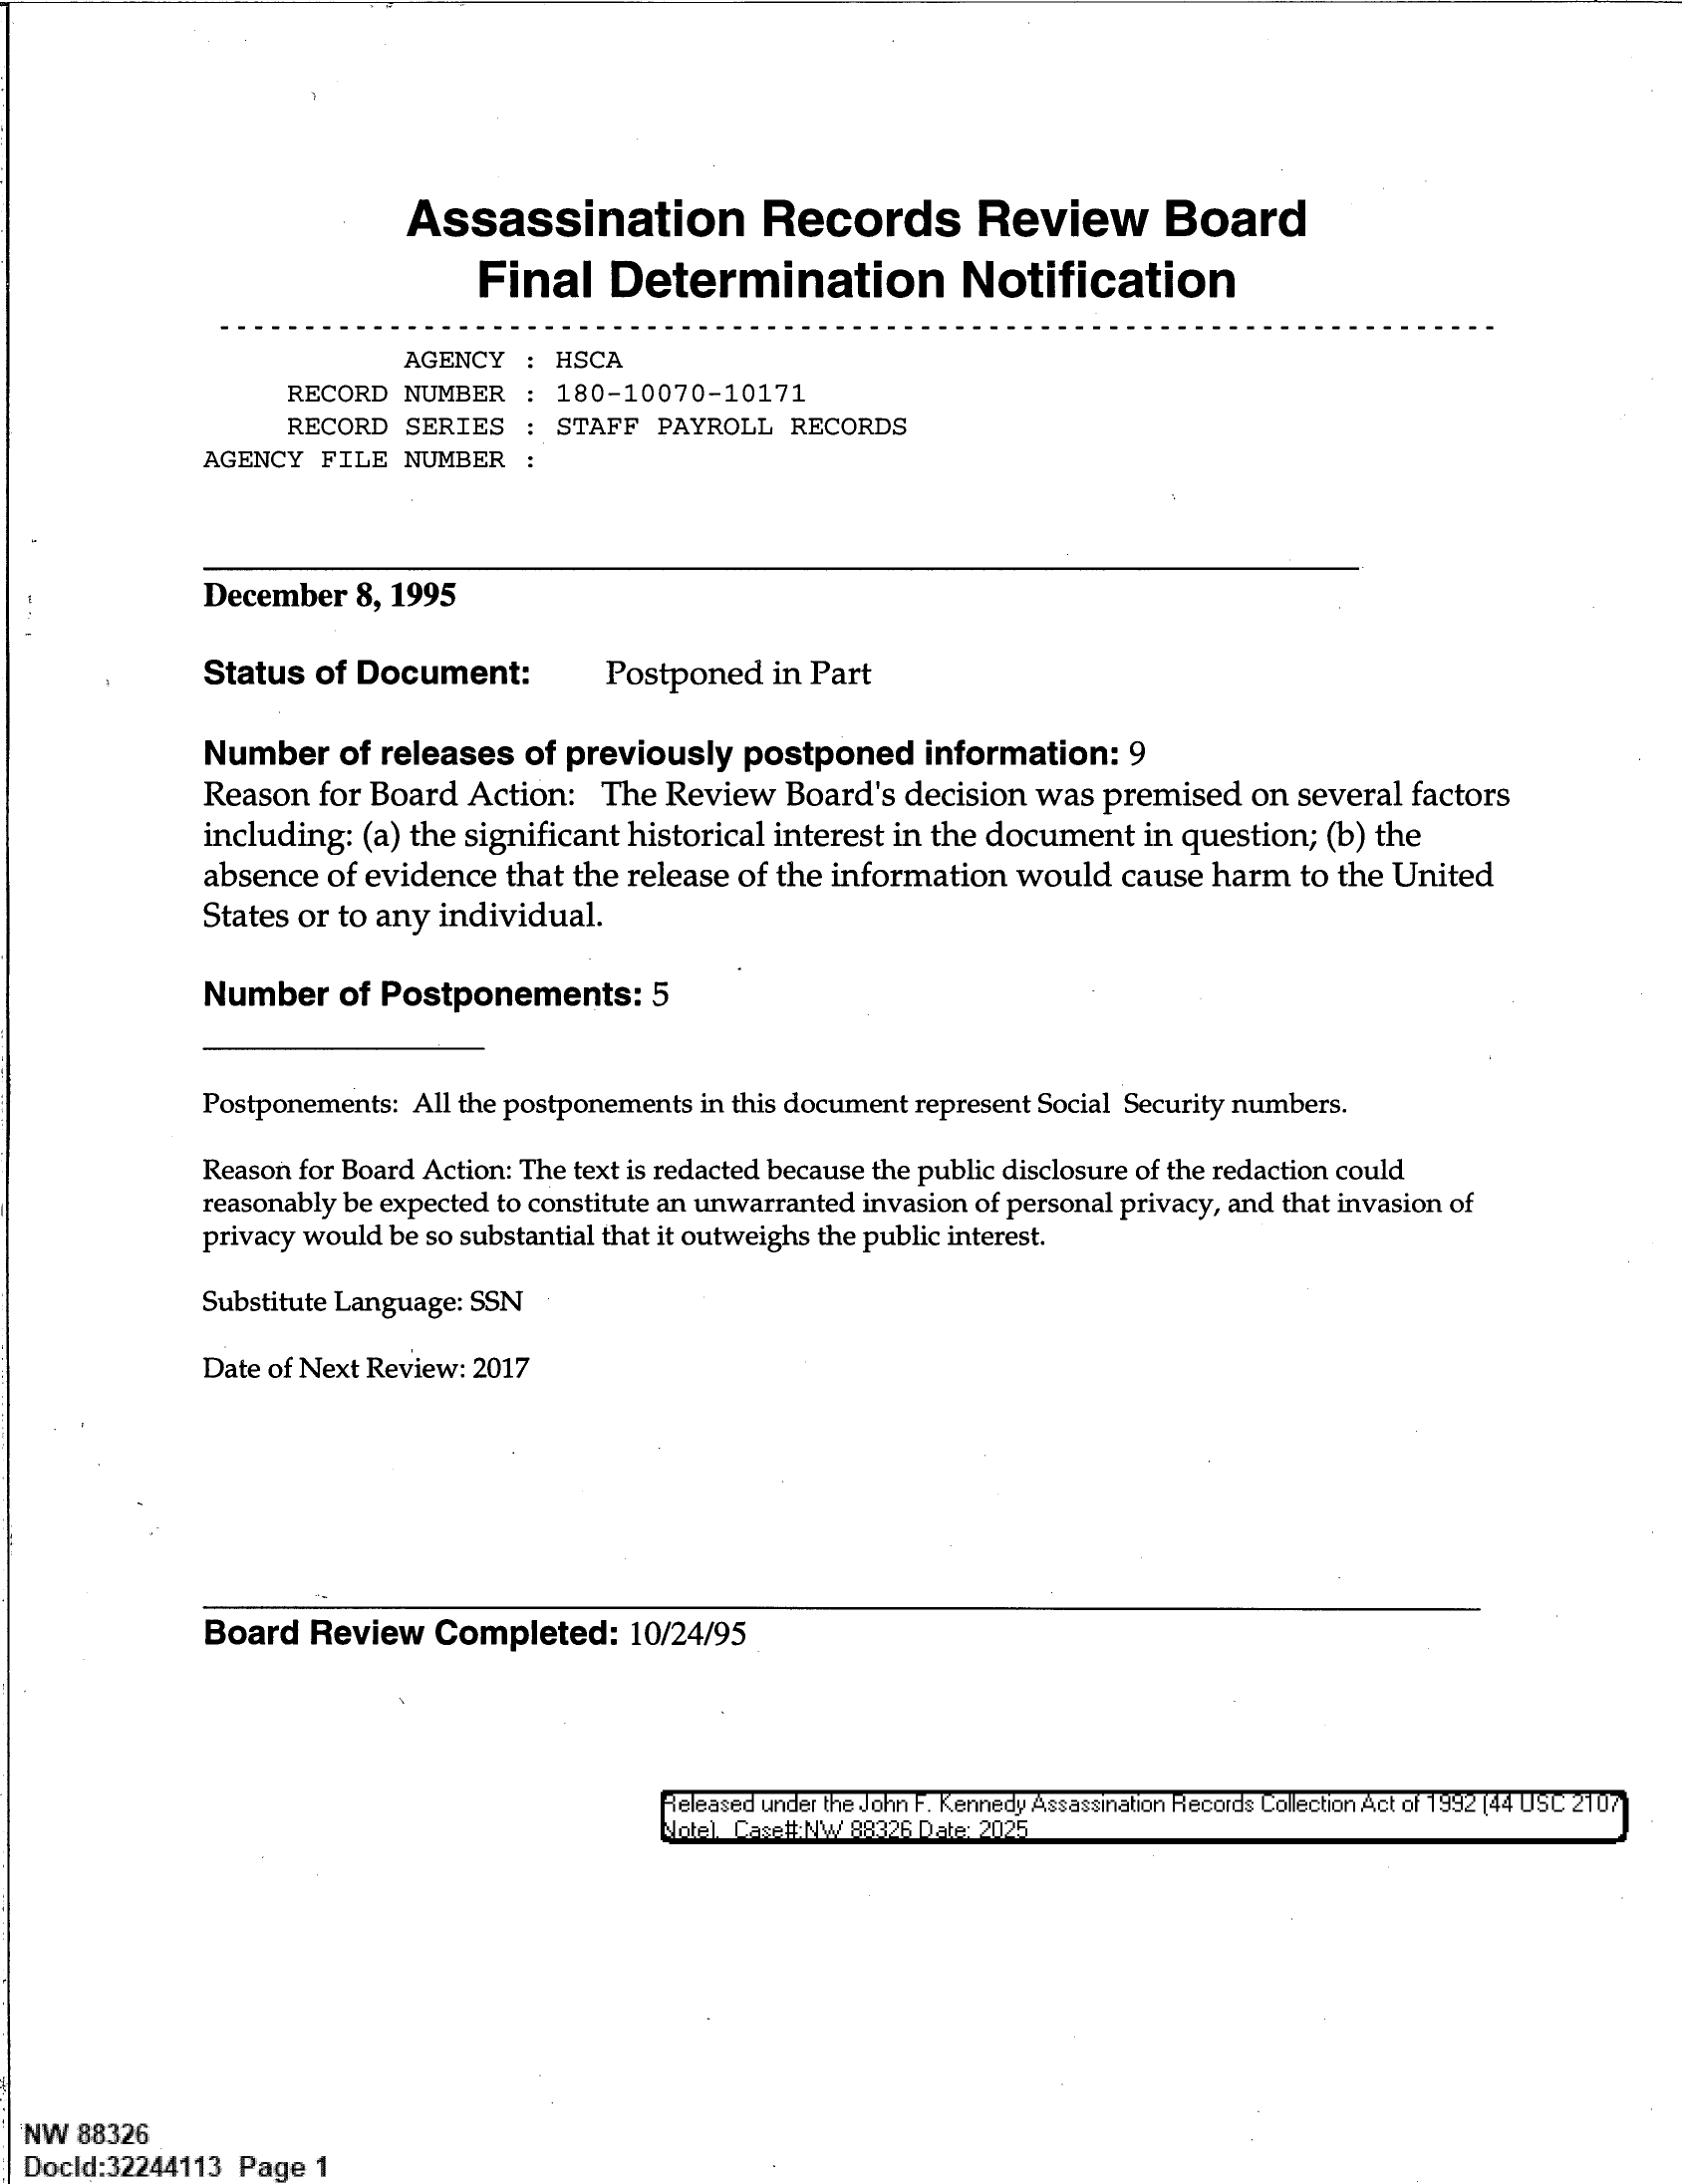 Assassination Records Review Board
Final Determination Notification
AGENCY : HSCA
RECORD NUMBER : 180-10070-10171
RECORD SERIES : STAFF PAYROLL RECORDS
AGENCY FILE NUMBER :
December 8, 1995
Status of Document: Postponed in Part
Number of releases of previously postponed information: 9
Reason for Board Action: The Review Board's decision was premised on several factors
including: (a) the significant historical interest in the document in question; (b) the
absence of evidence that the release of the information would cause harm to the United
States or to any individual.
Number of Postponements: 5
Postponements: All the postponements in this document represent Social Security numbers.
Reason for Board Action: The text is redacted because the public disclosure of the redaction could
reasonably be expected to constitute an unwarranted invasion of personal privacy, and that invasion of
privacy would be so substantial that it outweighs the public interest.
Substitute Language: SSN
Date of Next Review: 2017
Board Review Completed: 10/24/95
Released under the John F. Kennedy Assassination Records Collection Act of 1992 (44 USC 2107
Note). Case#:NW 88326 Date: 2025
NW 88326
DocId:32244113 Page 1